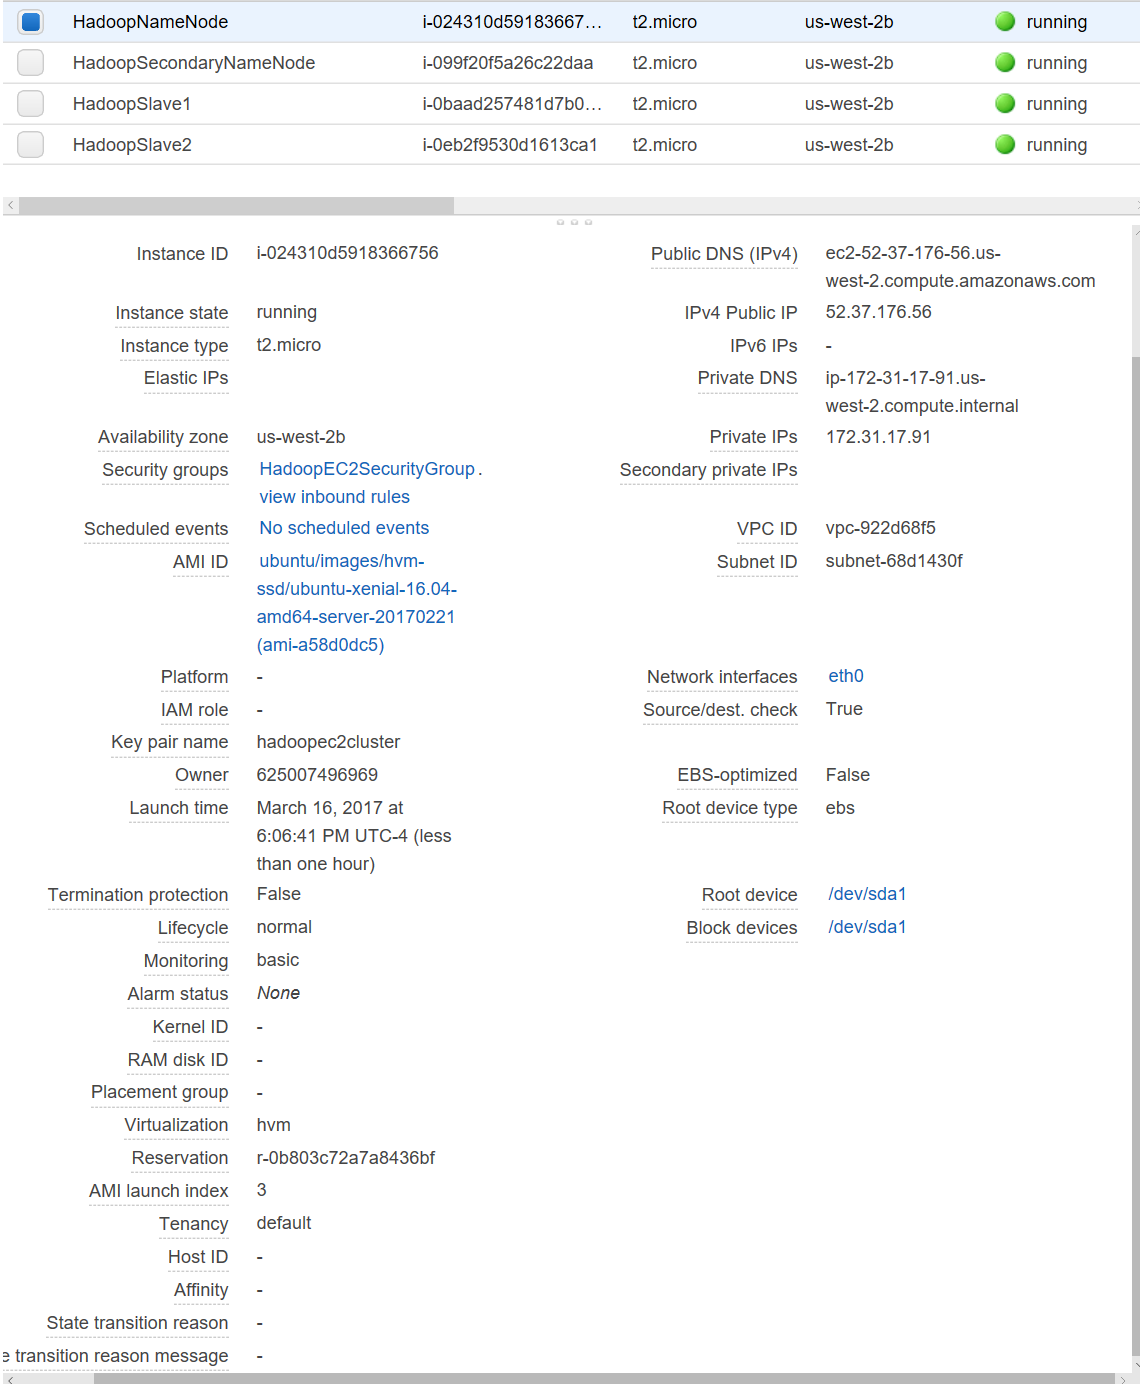 HadoopNameNode i-024310d59183667… t2.micro us-west-2b running
HadoopSecondaryNameNode i-099f20f5a26c22daa t2.micro us-west-2b running
HadoopSlave1 i-0baad257481d7b0… t2.micro us-west-2b running
HadoopSlave2 i-0eb2f9530d1613ca1 t2.micro us-west-2b running
Instance ID i-024310d5918366756
Public DNS (IPv4) ec2-52-37-176-56.us-
west-2.compute.amazonaws.com
Instance state running
IPv4 Public IP 52.37.176.56
Instance type t2.micro
IPv6 IPs -
Elastic IPs
Private DNS ip-172-31-17-91.us-
west-2.compute.internal
Availability zone us-west-2b
Private IPs 172.31.17.91
Security groups HadoopEC2SecurityGroup.
view inbound rules
Secondary private IPs
Scheduled events No scheduled events
VPC ID vpc-922d68f5
AMI ID ubuntu/images/hvm-
ssd/ubuntu-xenial-16.04-
amd64-server-20170221
(ami-a58d0dc5)
Subnet ID subnet-68d1430f
Platform -
Network interfaces eth0
IAM role -
Source/dest. check True
Key pair name hadoopec2cluster
Owner 625007496969
EBS-optimized False
Launch time March 16, 2017 at
6:06:41 PM UTC-4 (less
than one hour)
Root device type ebs
Termination protection False
Root device /dev/sda1
Lifecycle normal
Block devices /dev/sda1
Monitoring basic
Alarm status None
Kernel ID -
RAM disk ID -
Placement group -
Virtualization hvm
Reservation r-0b803c72a7a8436bf
AMI launch index 3
Tenancy default
Host ID -
Affinity -
State transition reason -
e transition reason message -